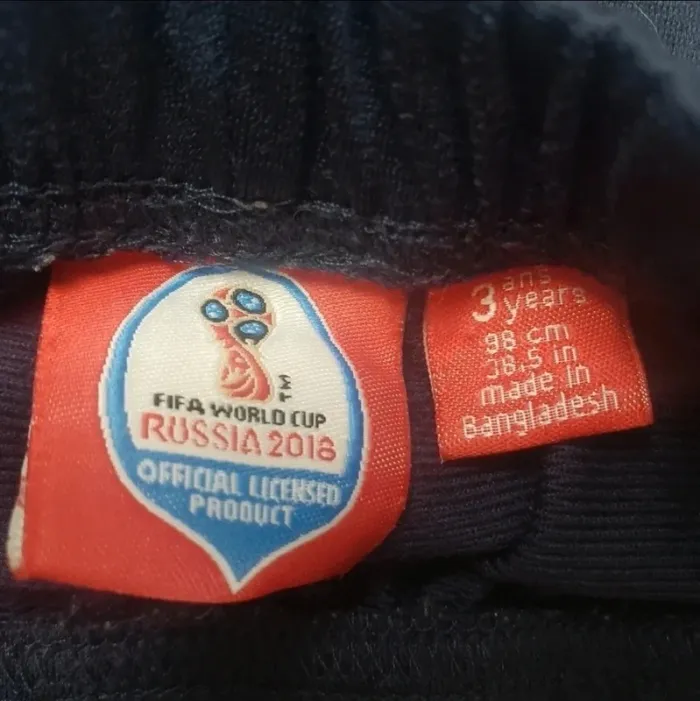 FIFA WORLD CUP
TM
RUSSIA 2018
OFFICIAL LICENSED
PRODUCT
3 ans
years
98 cm
38.5 in
made in
Bangladesh